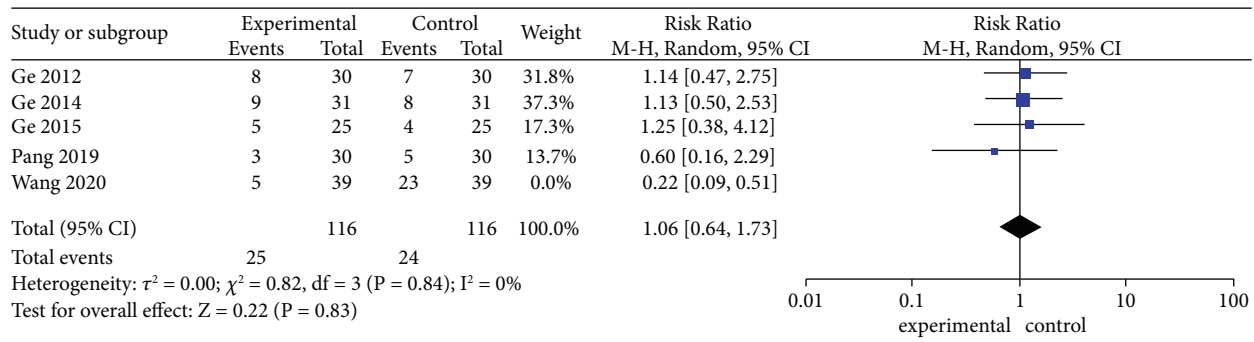 Study or subgroup Experimental Control Weight Risk Ratio Risk Ratio
Events Total Events Total M-H, Random, 95% CI M-H, Random, 95% CI
Ge 2012 8 30 7 30 31.8% 1.14 [0.47, 2.75]
Ge 2014 9 31 8 31 37.3% 1.13 [0.50, 2.53]
Ge 2015 5 25 4 25 17.3% 1.25 [0.38, 4.12]
Pang 2019 3 30 5 30 13.7% 0.60 [0.16, 2.29]
Wang 2020 5 39 23 39 0.0% 0.22 [0.09, 0.51]
Total (95% CI) 116 116 100.0% 1.06 [0.64, 1.73]
Total events 25 24
Heterogeneity: τ² = 0.00; χ² = 0.82, df = 3 (P = 0.84); I² = 0%
Test for overall effect: Z = 0.22 (P = 0.83)
0.01 0.1 1 10 100
experimental control